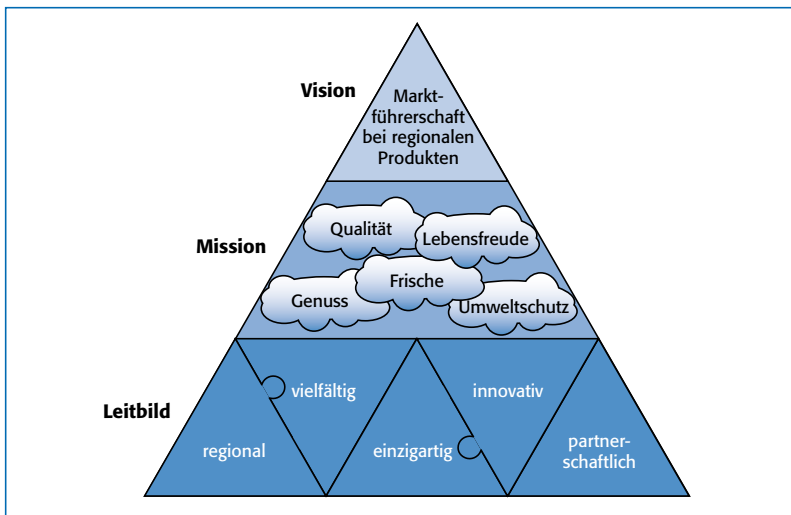 Vision
Markt-
führerschaft
bei regionalen
Produkten
Mission
Qualität
Lebensfreude
Frische
Genuss
Umweltschutz
Leitbild
vielfältig
innovativ
regional
einzigartig
partner-
schaftlich